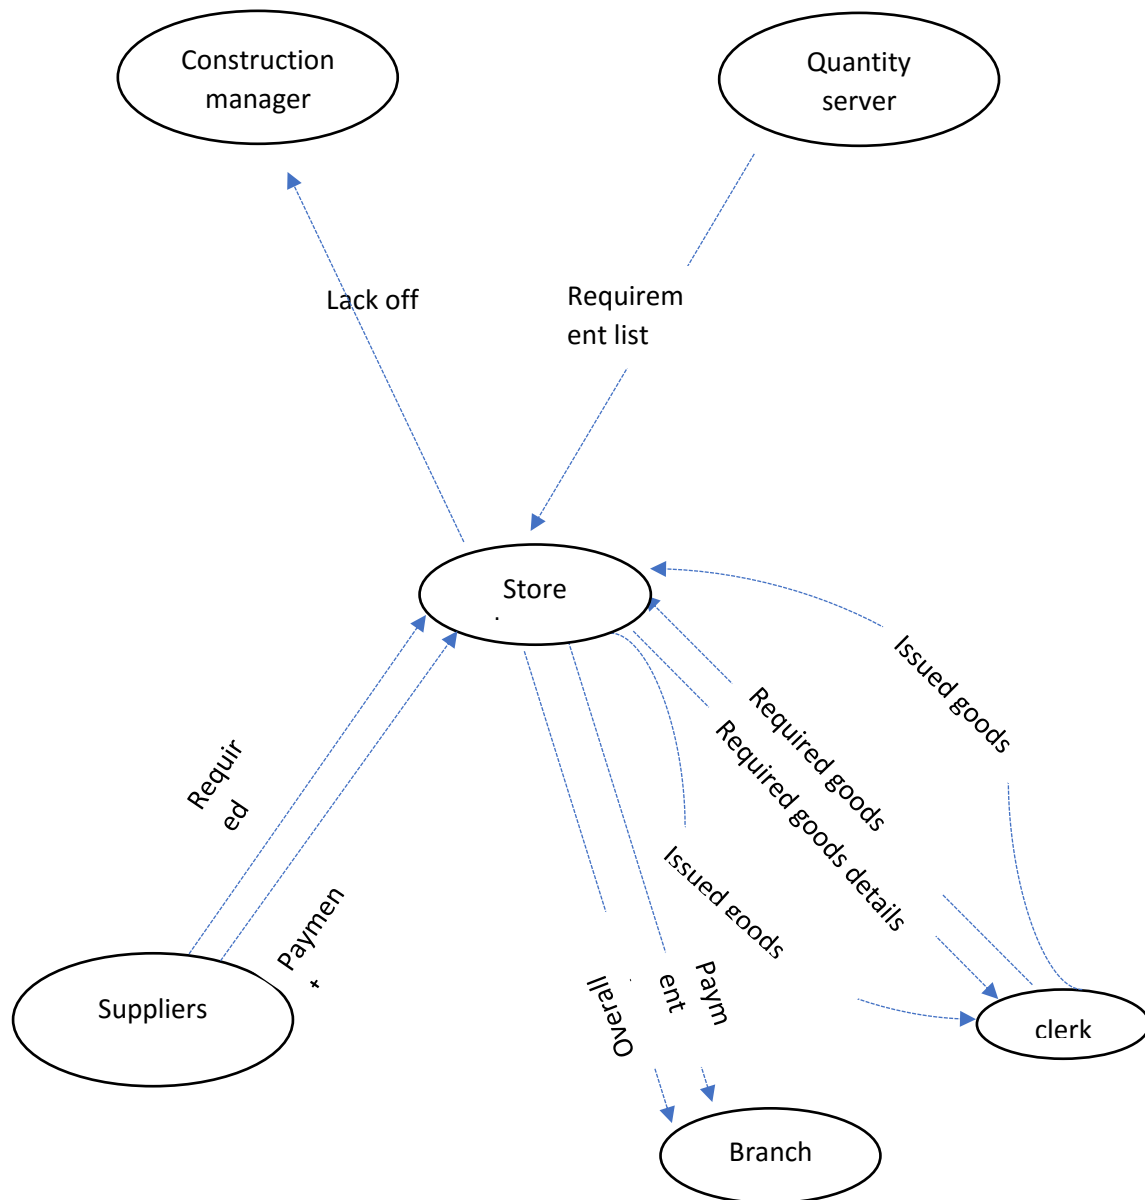 Construction
manager
Quantity
server
Lack off
Requirem
ent list
Store
Issued goods
Required goods
Required goods details
Requir
ed
Issued goods
Paymen
Paym
ent
Overall
Suppliers
clerk
Branch